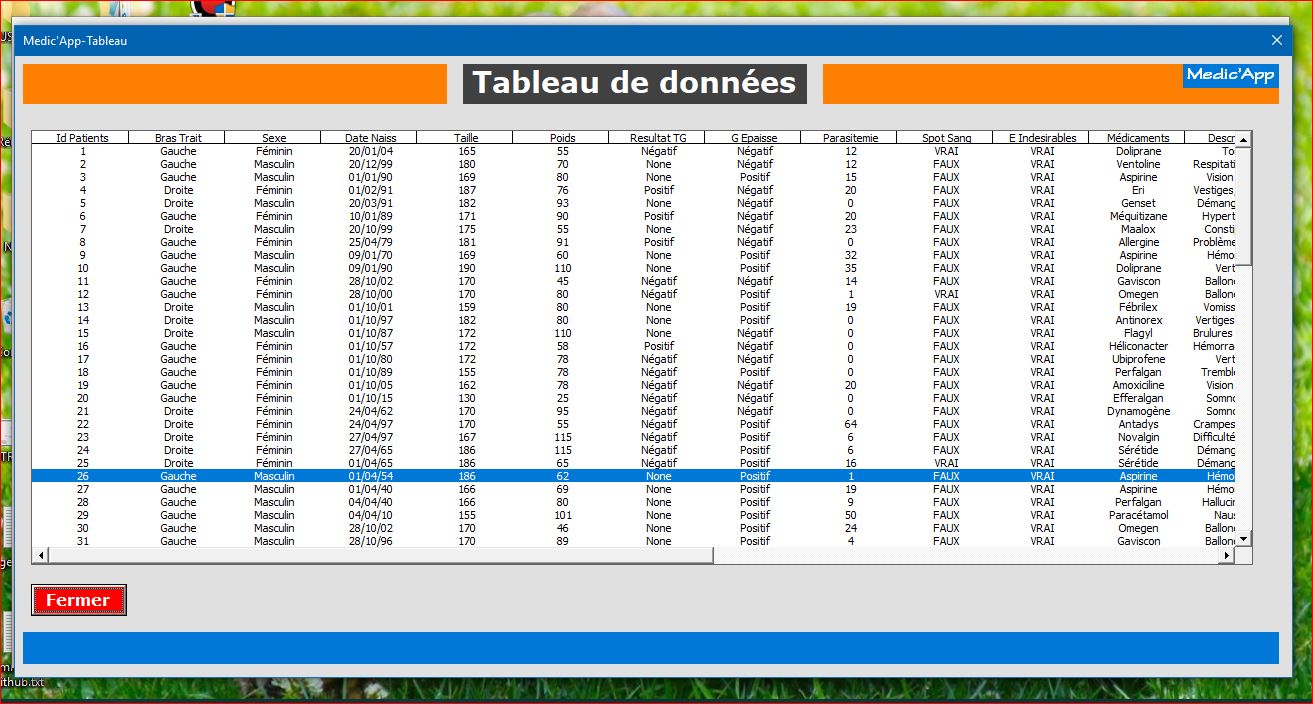 Medic'App-Tableau
Tableau de données
Medic'App
Id Patients Bras Trait Sexe Date Naiss Taille Poids Resultat TG G Epaisse Parasitemie Spot Sang E Indesirables Médicaments Descr
1 Gauche Féminin 20/01/04 165 55 Négatif Négatif 12 VRAI VRAI Doliprane To
2 Gauche Masculin 20/12/99 180 70 None Négatif 12 FAUX VRAI Ventoline Respitati
3 Gauche Masculin 01/01/90 169 80 None Positif 15 FAUX VRAI Aspirine Vision
4 Droite Féminin 01/02/91 187 76 Positif Négatif 20 FAUX VRAI Eri Vestiges,
5 Droite Masculin 20/03/91 182 93 None Négatif 0 FAUX VRAI Genset Démang
6 Gauche Féminin 10/01/89 171 90 Positif Négatif 20 FAUX VRAI Méquitizane Hypert
7 Droite Masculin 20/10/99 175 55 None Négatif 23 FAUX VRAI Maalox Consti
8 Gauche Féminin 25/04/79 181 91 Positif Négatif 0 FAUX VRAI Allergine Problème
9 Gauche Masculin 09/01/70 169 60 None Positif 32 FAUX VRAI Aspirine Hémo
10 Droite Masculin 09/01/90 190 110 None Positif 35 FAUX VRAI Doliprane Vert
11 Gauche Féminin 28/10/02 170 45 Négatif Négatif 14 FAUX VRAI Gaviscon Ballon
12 Gauche Féminin 28/10/00 170 80 Négatif Positif 1 VRAI VRAI Omegen Ballon
13 Droite Masculin 01/10/01 159 80 None Positif 19 FAUX VRAI Fébrilex Vomiss
14 Droite Masculin 01/10/97 182 80 None Positif 0 FAUX VRAI Antinorex Vertiges
15 Droite Masculin 01/10/87 172 110 None Négatif 0 FAUX VRAI Flagyl Brulures
16 Gauche Masculin 01/10/57 172 58 Positif Négatif 0 FAUX VRAI Héliconacter Hémorra
17 Gauche Masculin 01/10/80 172 78 Négatif Négatif 0 FAUX VRAI Ubiprofene Vert
18 Gauche Féminin 01/10/89 155 78 Négatif Positif 0 FAUX VRAI Perfalgan Trembl
19 Gauche Féminin 01/10/05 162 78 Négatif Négatif 20 FAUX VRAI Amoxiciline Vision
20 Gauche Féminin 01/10/15 130 25 Négatif Négatif 0 FAUX VRAI Efferalgan Somno
21 Droite Féminin 24/04/62 170 95 Négatif Négatif 0 FAUX VRAI Dynamogène Somno
22 Droite Féminin 24/04/97 170 55 Négatif Positif 64 FAUX VRAI Antadys Crampes
23 Droite Féminin 27/04/97 167 115 Négatif Positif 6 FAUX VRAI Novalgin Difficulté
24 Droite Féminin 27/04/65 186 115 Négatif Positif 6 FAUX VRAI Sérétide Démang
25 Droite Féminin 01/04/65 186 65 Négatif Positif 16 VRAI VRAI Sérétide Démang
26 Gauche Masculin 01/04/54 186 62 None Positif 1 FAUX VRAI Aspirine Hémo
27 Gauche Masculin 01/04/40 166 69 None Positif 19 FAUX VRAI Aspirine Hémo
28 Gauche Masculin 04/04/40 166 80 None Positif 9 FAUX VRAI Perfalgan Hallucin
29 Gauche Masculin 04/04/10 155 101 None Positif 50 FAUX VRAI Paracétamol Naus
30 Gauche Masculin 28/10/02 170 46 None Positif 24 FAUX VRAI Omegen Ballon
31 Gauche Masculin 28/10/96 170 89 None Positif 4 FAUX VRAI Gaviscon Ballon
Fermer
ithub.txt